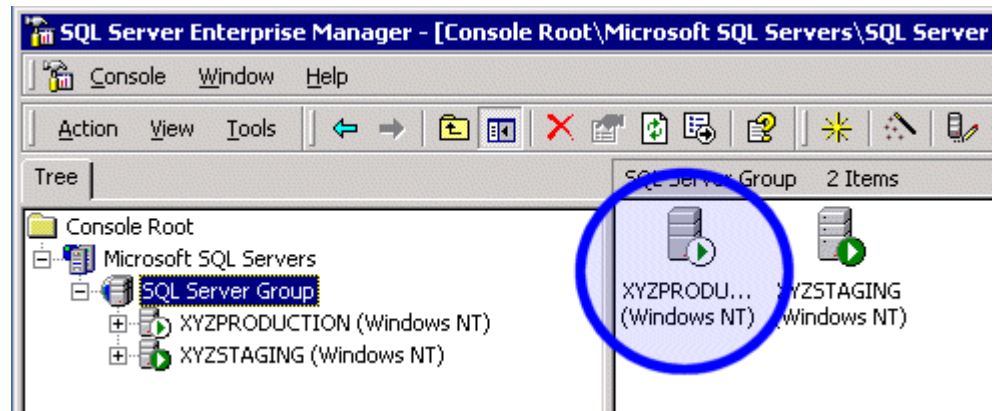 SQL Server Enterprise Manager - [Console Root\Microsoft SQL Servers\SQL Server
Console Window Help
Action View Tools
Tree
SQL Server Group 2 Items
Console Root
Microsoft SQL Servers
SQL Server Group
XYZPRODUCTION (Windows NT)
XYZSTAGING (Windows NT)
XYZPRODU... XYZSTAGING
(Windows NT) (Windows NT)